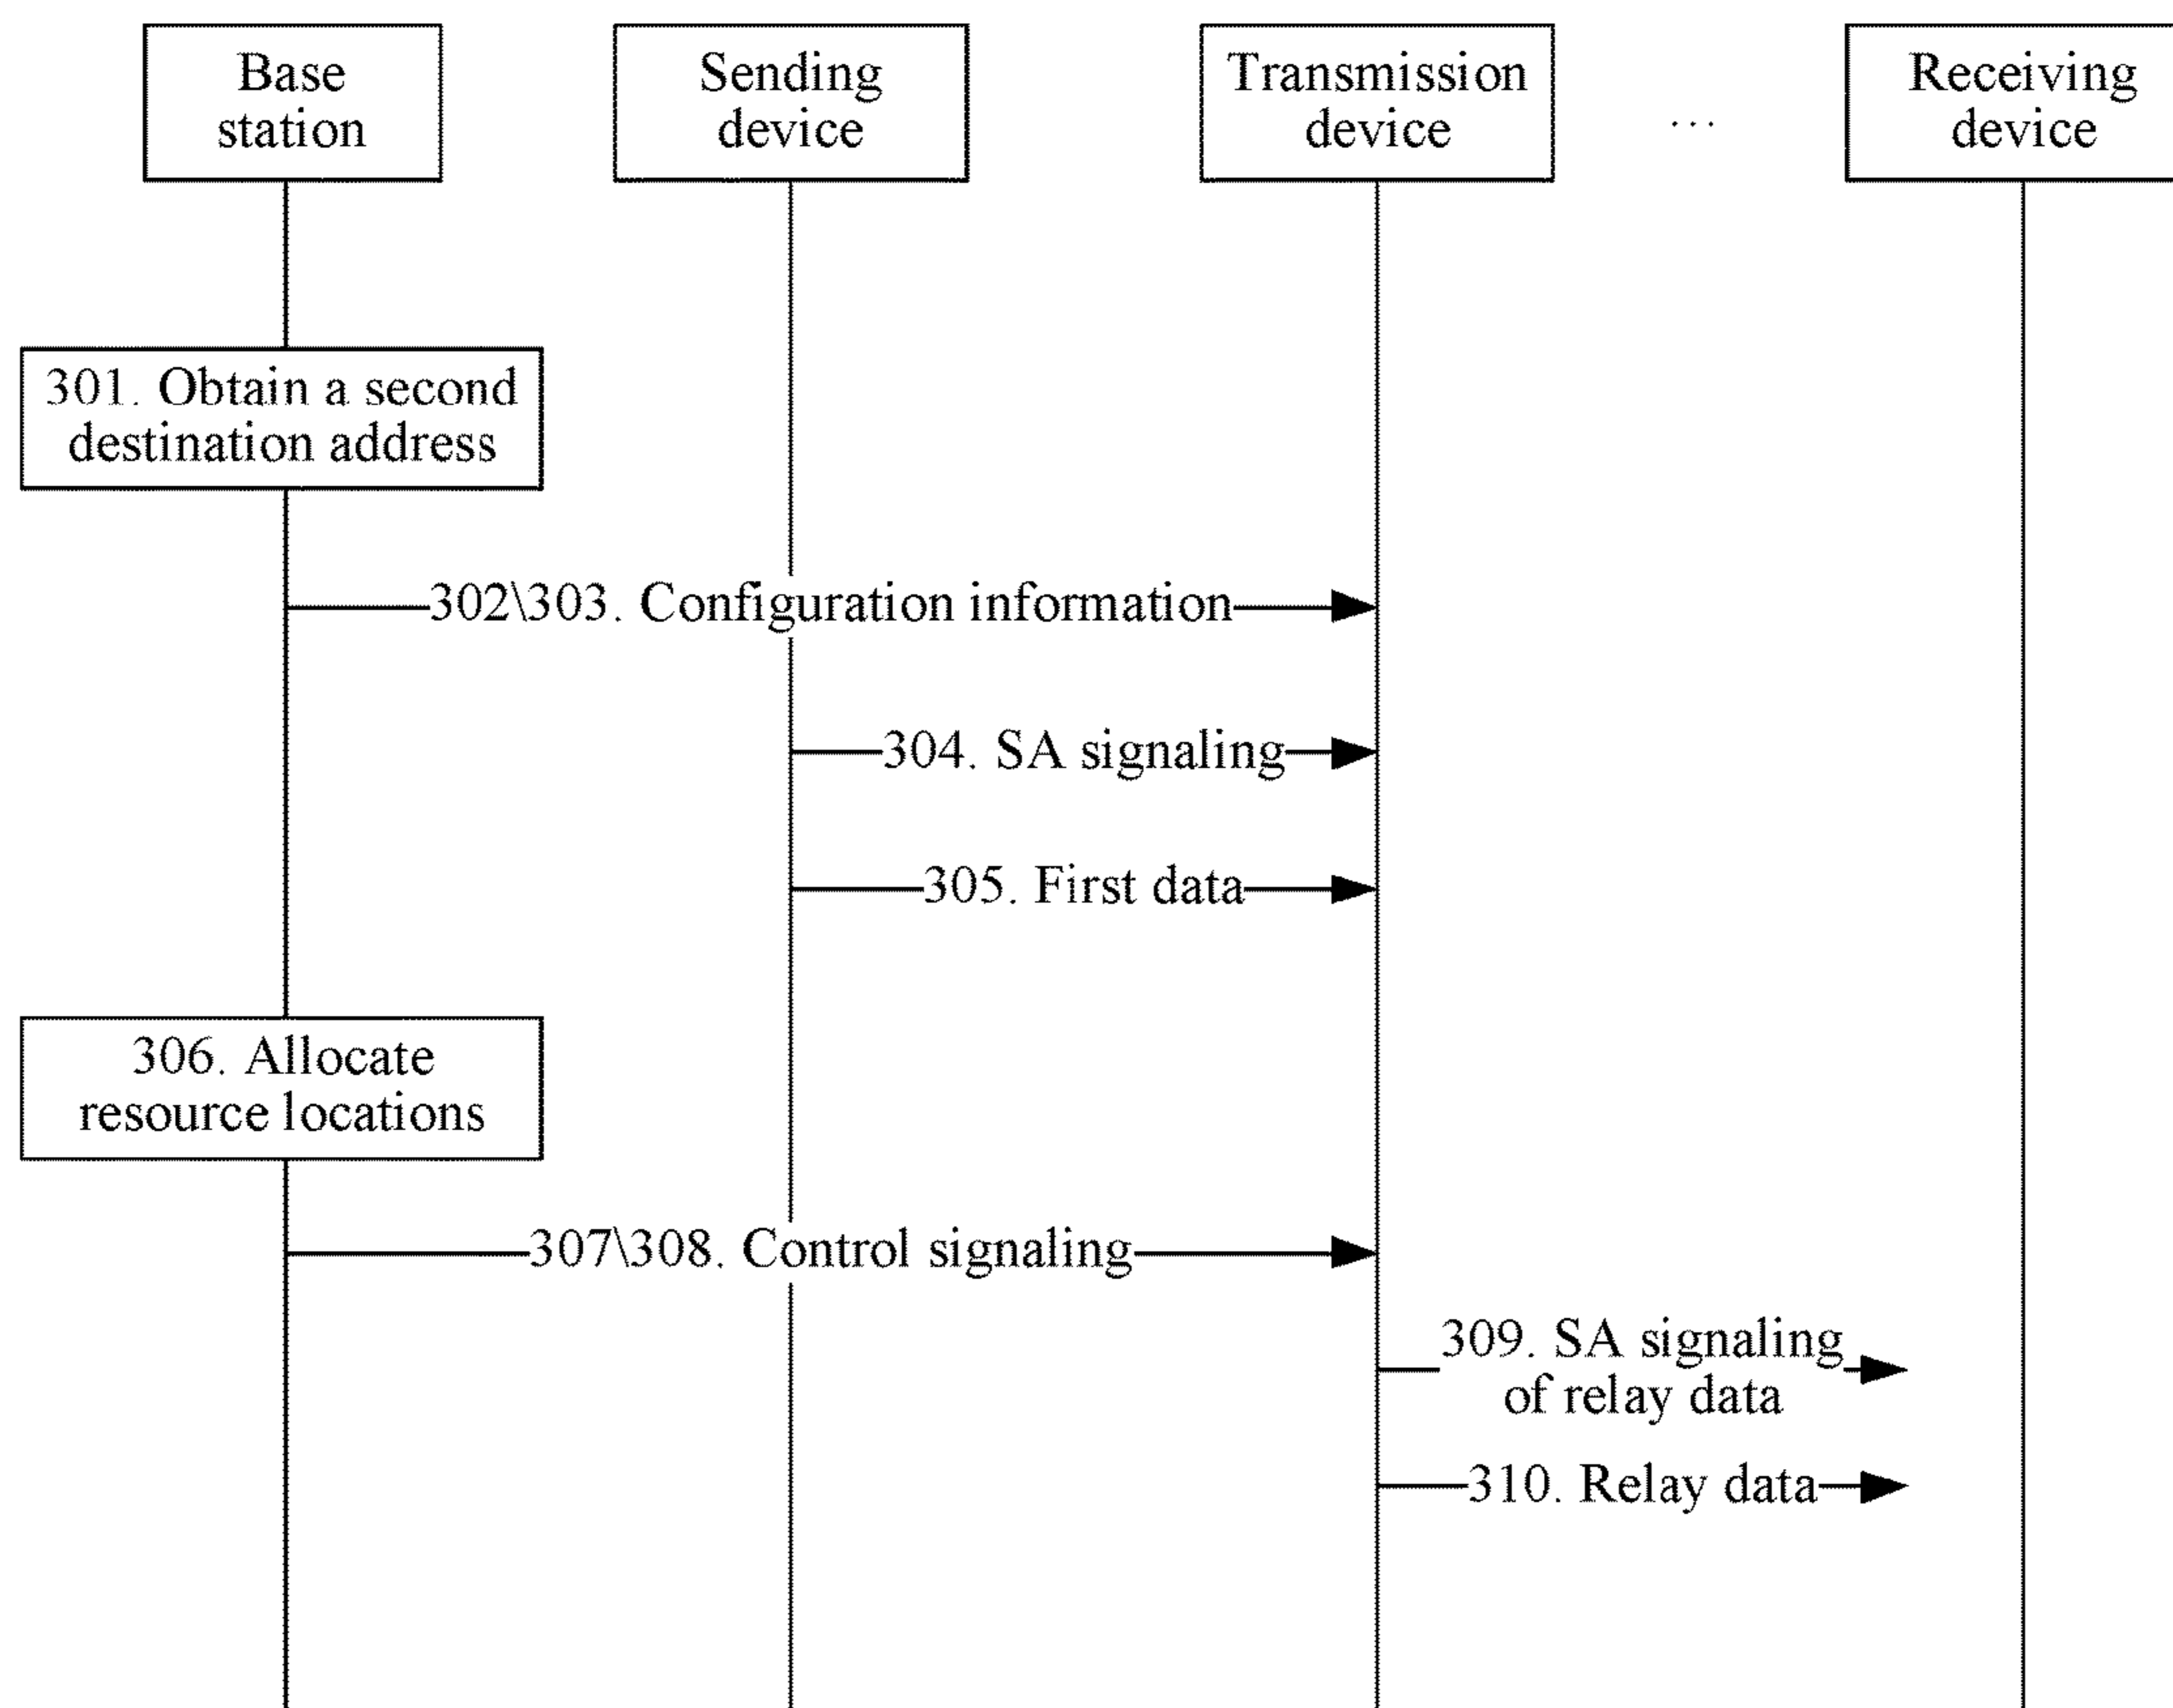 Base
station
Sending
device
Transmission
device
...
Receiving
device
301. Obtain a second
destination address
302\303. Configuration information
304. SA signaling
305. First data
306. Allocate
resource locations
307\308. Control signaling
309. SA signaling
of relay data
310. Relay data